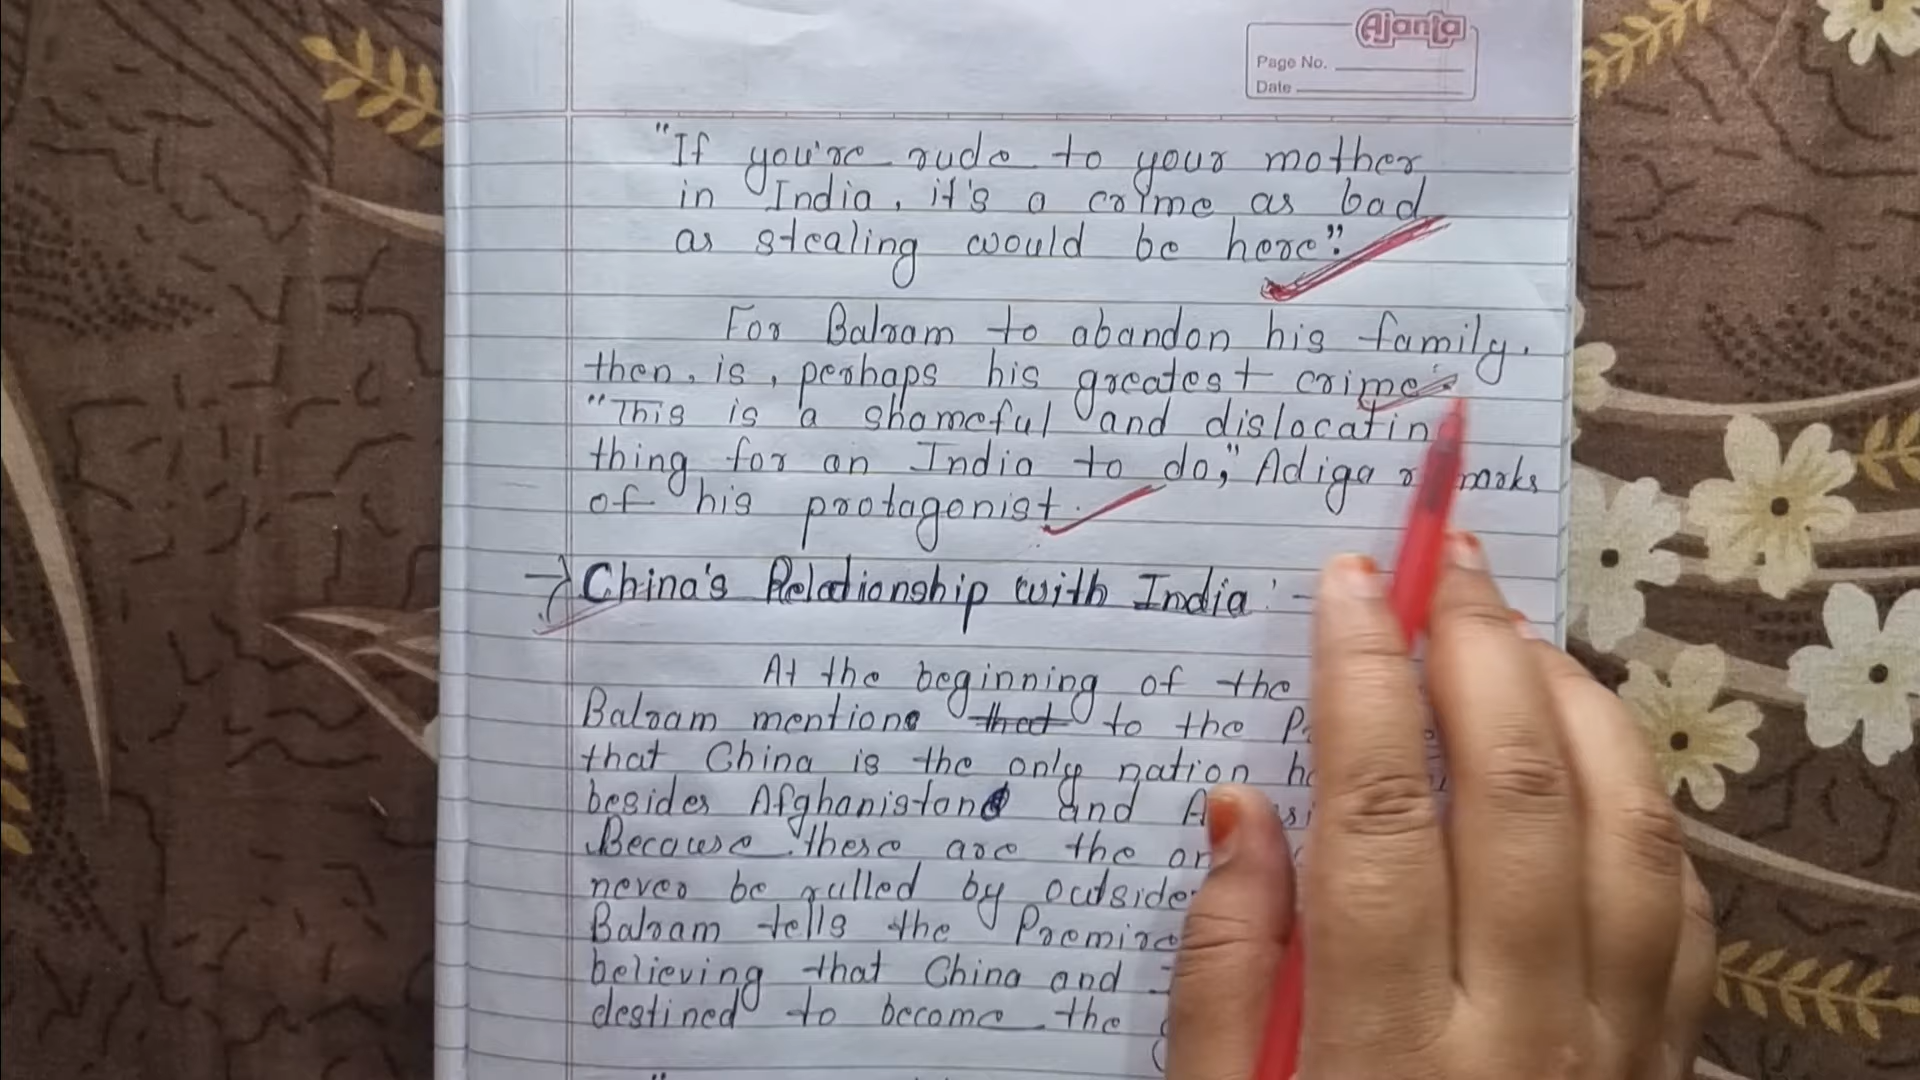 Ajanta
Page No.
Date
"If you're rude to your mother
in India, it's a crime as bad
as stealing would be here".
For Balram to abandon his family,
then, is, perhaps his greatest crime.
"This is a shameful and dislocatin
thing for an India to do," Adiga
of his protagonist.
→ China's Relationship with India :-
At the beginning of the
Balram mention that to the
that China is the only nation
besides Afghanistan and
Because these are the
never be rulled by
Balram tells the Premire
believing that China and
destined to become the